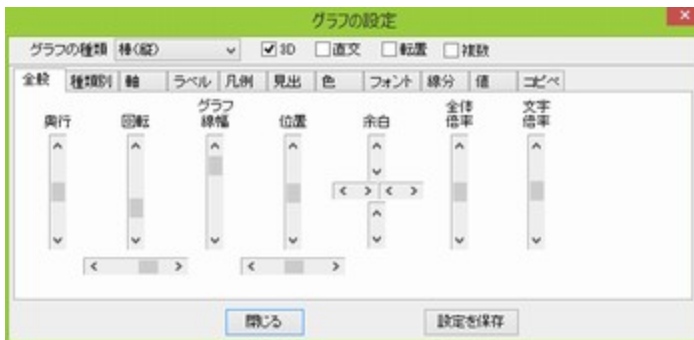 グラフの設定
グラフの種類 棒(縦) 3D 直交 転置 複数
全般 種類別 軸 ラベル 凡例 見出 色 フォント 線分 値 コピペ
奥行 回転 グラフ線幅 位置 余白 全体倍率 文字倍率
閉じる 設定を保存